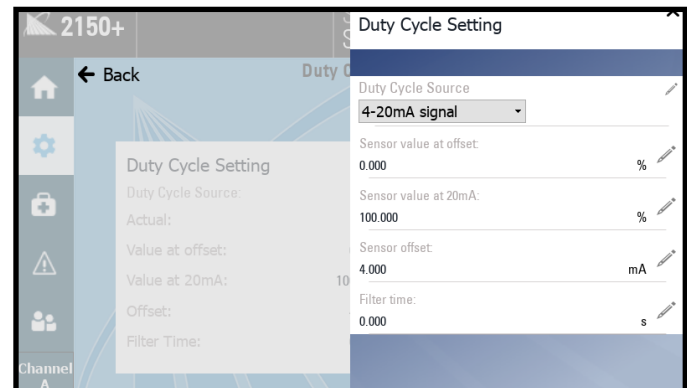 2150+
Back
Duty C
Duty Cycle Setting
Duty Cycle Source:
Actual:
Value at offset:
Value at 20mA:
10
Offset:
Filter Time:
Channel
A
Duty Cycle Setting
Duty Cycle Source
4-20mA signal
Sensor value at offset:
0.000 %
Sensor value at 20mA:
100.000 %
Sensor offset:
4.000 mA
Filter time:
0.000 s